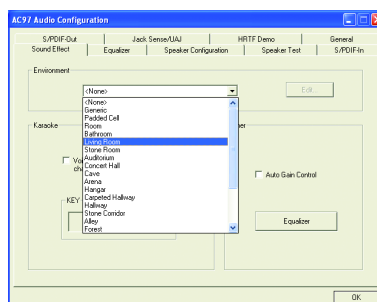 AC97 Audio Configuration
S/PDIF-Out Jack Sense/UAJ HRTF Demo General
Sound Effect Equalizer Speaker Configuration Speaker Test S/PDIF-In
Environment
<None>
Edit...
<None>
Generic
Padded Cell
Room
Bathroom
Living Room
Stone Room
Auditorium
Concert Hall
Cave
Arena
Hangar
Carpeted Hallway
Hallway
Stone Corridor
Alley
Forest
Karaoke
KEY
Auto Gain Control
Equalizer
OK